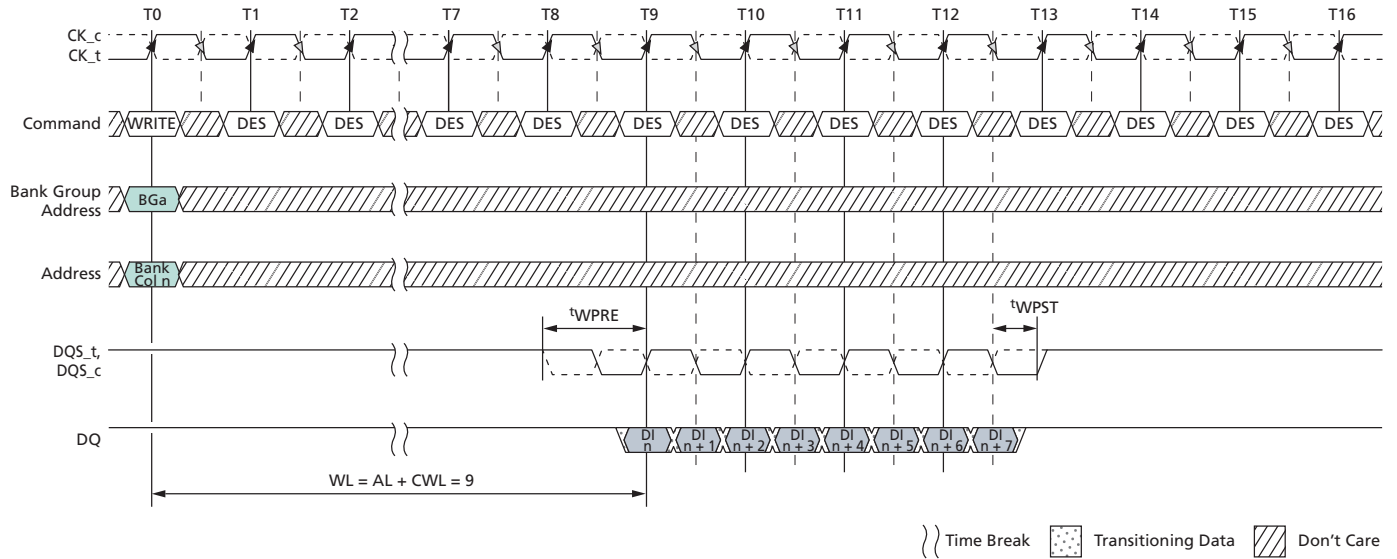 T0 T1 T2 T7 T8 T9 T10 T11 T12 T13 T14 T15 T16
CK_c
CK_t
Command WRITE DES DES DES DES DES DES DES DES DES DES DES DES
Bank Group
Address
BGa
Address
Bank
Col n
tWPRE tWPST
DQS_t,
DQS_c
DQ
DI
n
DI
n + 1
DI
n + 2
DI
n + 3
DI
n + 4
DI
n + 5
DI
n + 6
DI
n + 7
WL = AL + CWL = 9
Time Break Transitioning Data Don't Care